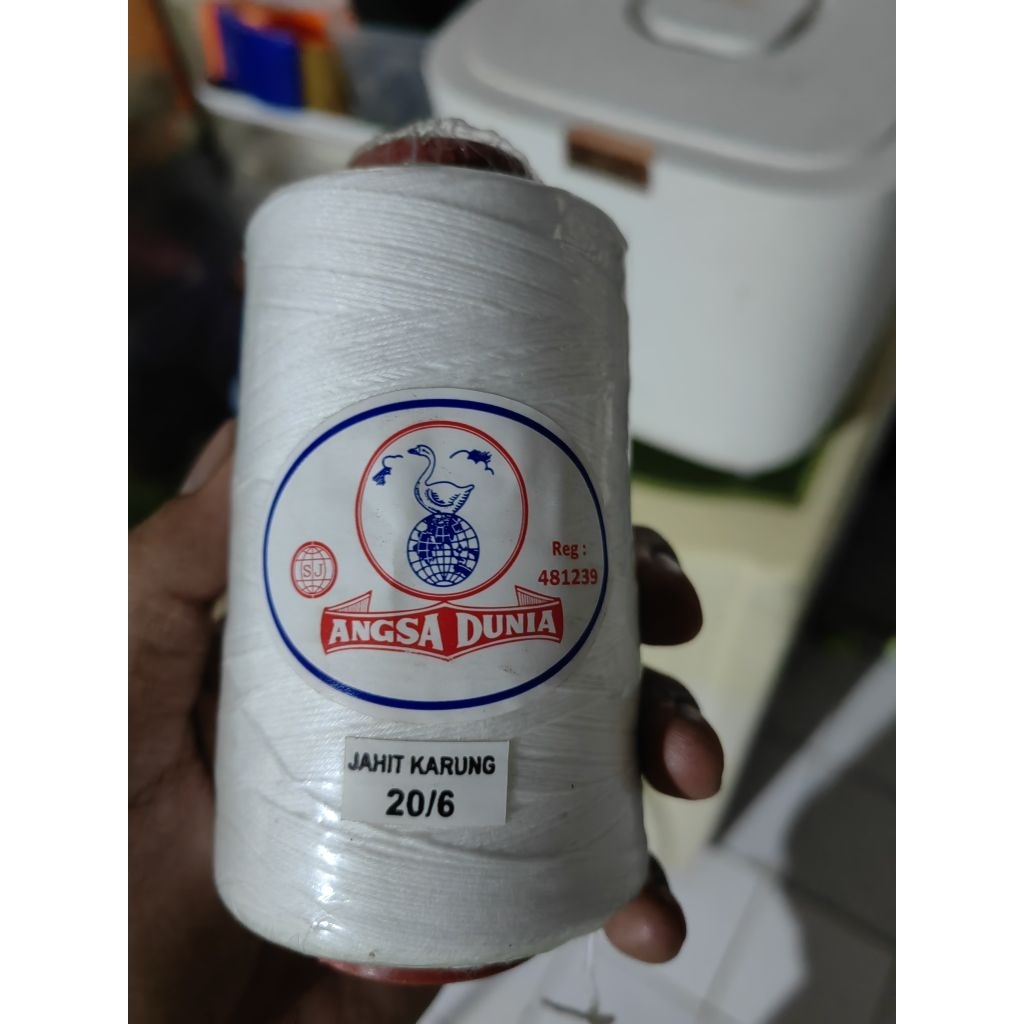 SJ
Reg :
481239
ANGSA DUNIA
JAHIT KARUNG
20/6